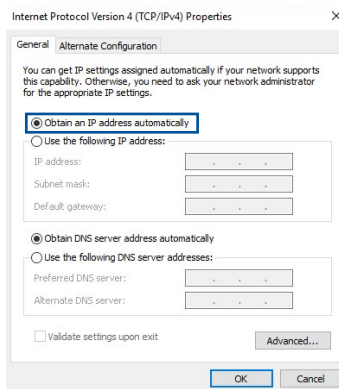 Internet Protocol Version 4 (TCP/IPv4) Properties
General
Alternate Configuration
You can get IP settings assigned automatically if your network supports
this capability. Otherwise, you need to ask your network administrator
for the appropriate IP settings.
Obtain an IP address automatically
Use the following IP address:
IP address:
Subnet mask:
Default gateway:
Obtain DNS server address automatically
Use the following DNS server addresses:
Preferred DNS server:
Alternate DNS server:
Validate settings upon exit
Advanced...
OK
Cancel